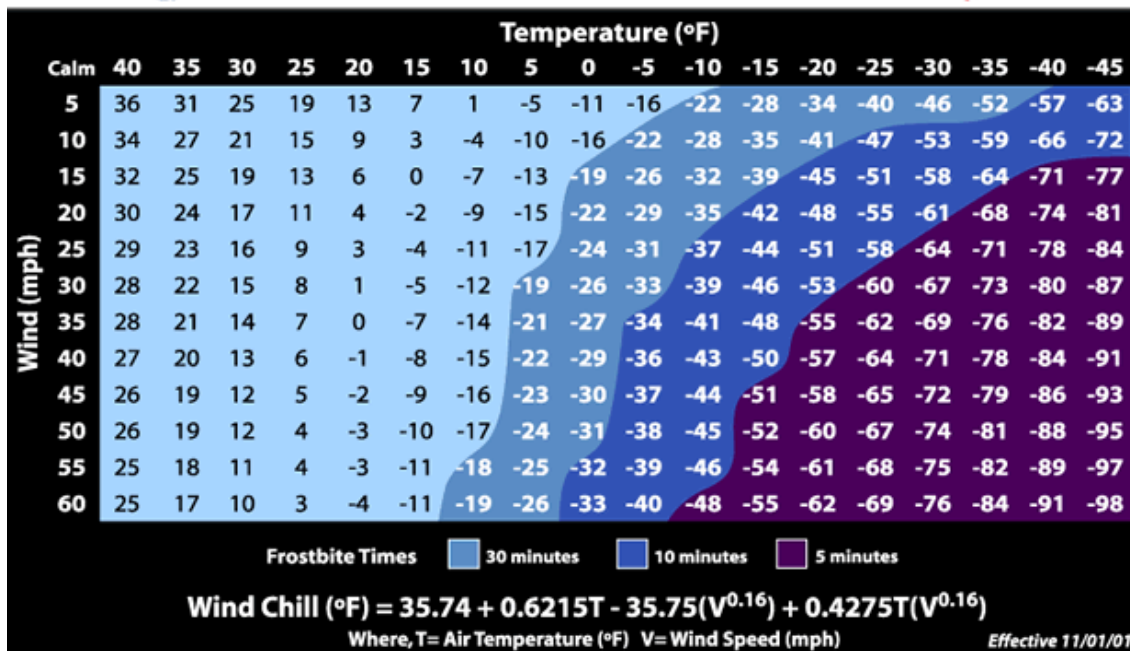 Temperature (ºF)
Calm 40 35 30 25 20 15 10 5 0 -5 -10 -15 -20 -25 -30 -35 -40 -45
Wind (mph)
5 36 31 25 19 13 7 1 -5 -11 -16 -22 -28 -34 -40 -46 -52 -57 -63
10 34 27 21 15 9 3 -4 -10 -16 -22 -28 -35 -41 -47 -53 -59 -66 -72
15 32 25 19 13 6 0 -7 -13 -19 -26 -32 -39 -45 -51 -58 -64 -71 -77
20 30 24 17 11 4 -2 -9 -15 -22 -29 -35 -42 -48 -55 -61 -68 -74 -81
25 29 23 16 9 3 -4 -11 -17 -24 -31 -37 -44 -51 -58 -64 -71 -78 -84
30 28 22 15 8 1 -5 -12 -19 -26 -33 -39 -46 -53 -60 -67 -73 -80 -87
35 28 21 14 7 0 -7 -14 -21 -27 -34 -41 -48 -55 -62 -69 -76 -82 -89
40 27 20 13 6 -1 -8 -15 -22 -29 -36 -43 -50 -57 -64 -71 -78 -84 -91
45 26 19 12 5 -2 -9 -16 -23 -30 -37 -44 -51 -58 -65 -72 -79 -86 -93
50 26 19 12 4 -3 -10 -17 -24 -31 -38 -45 -52 -60 -67 -74 -81 -88 -95
55 25 18 11 4 -3 -11 -18 -25 -32 -39 -46 -54 -61 -68 -75 -82 -89 -97
60 25 17 10 3 -4 -11 -19 -26 -33 -40 -48 -55 -62 -69 -76 -84 -91 -98
Frostbite Times 30 minutes 10 minutes 5 minutes
Wind Chill (ºF) = 35.74 + 0.6215T - 35.75(V^0.16) + 0.4275T(V^0.16)
Where, T= Air Temperature (ºF) V= Wind Speed (mph) Effective 11/01/01